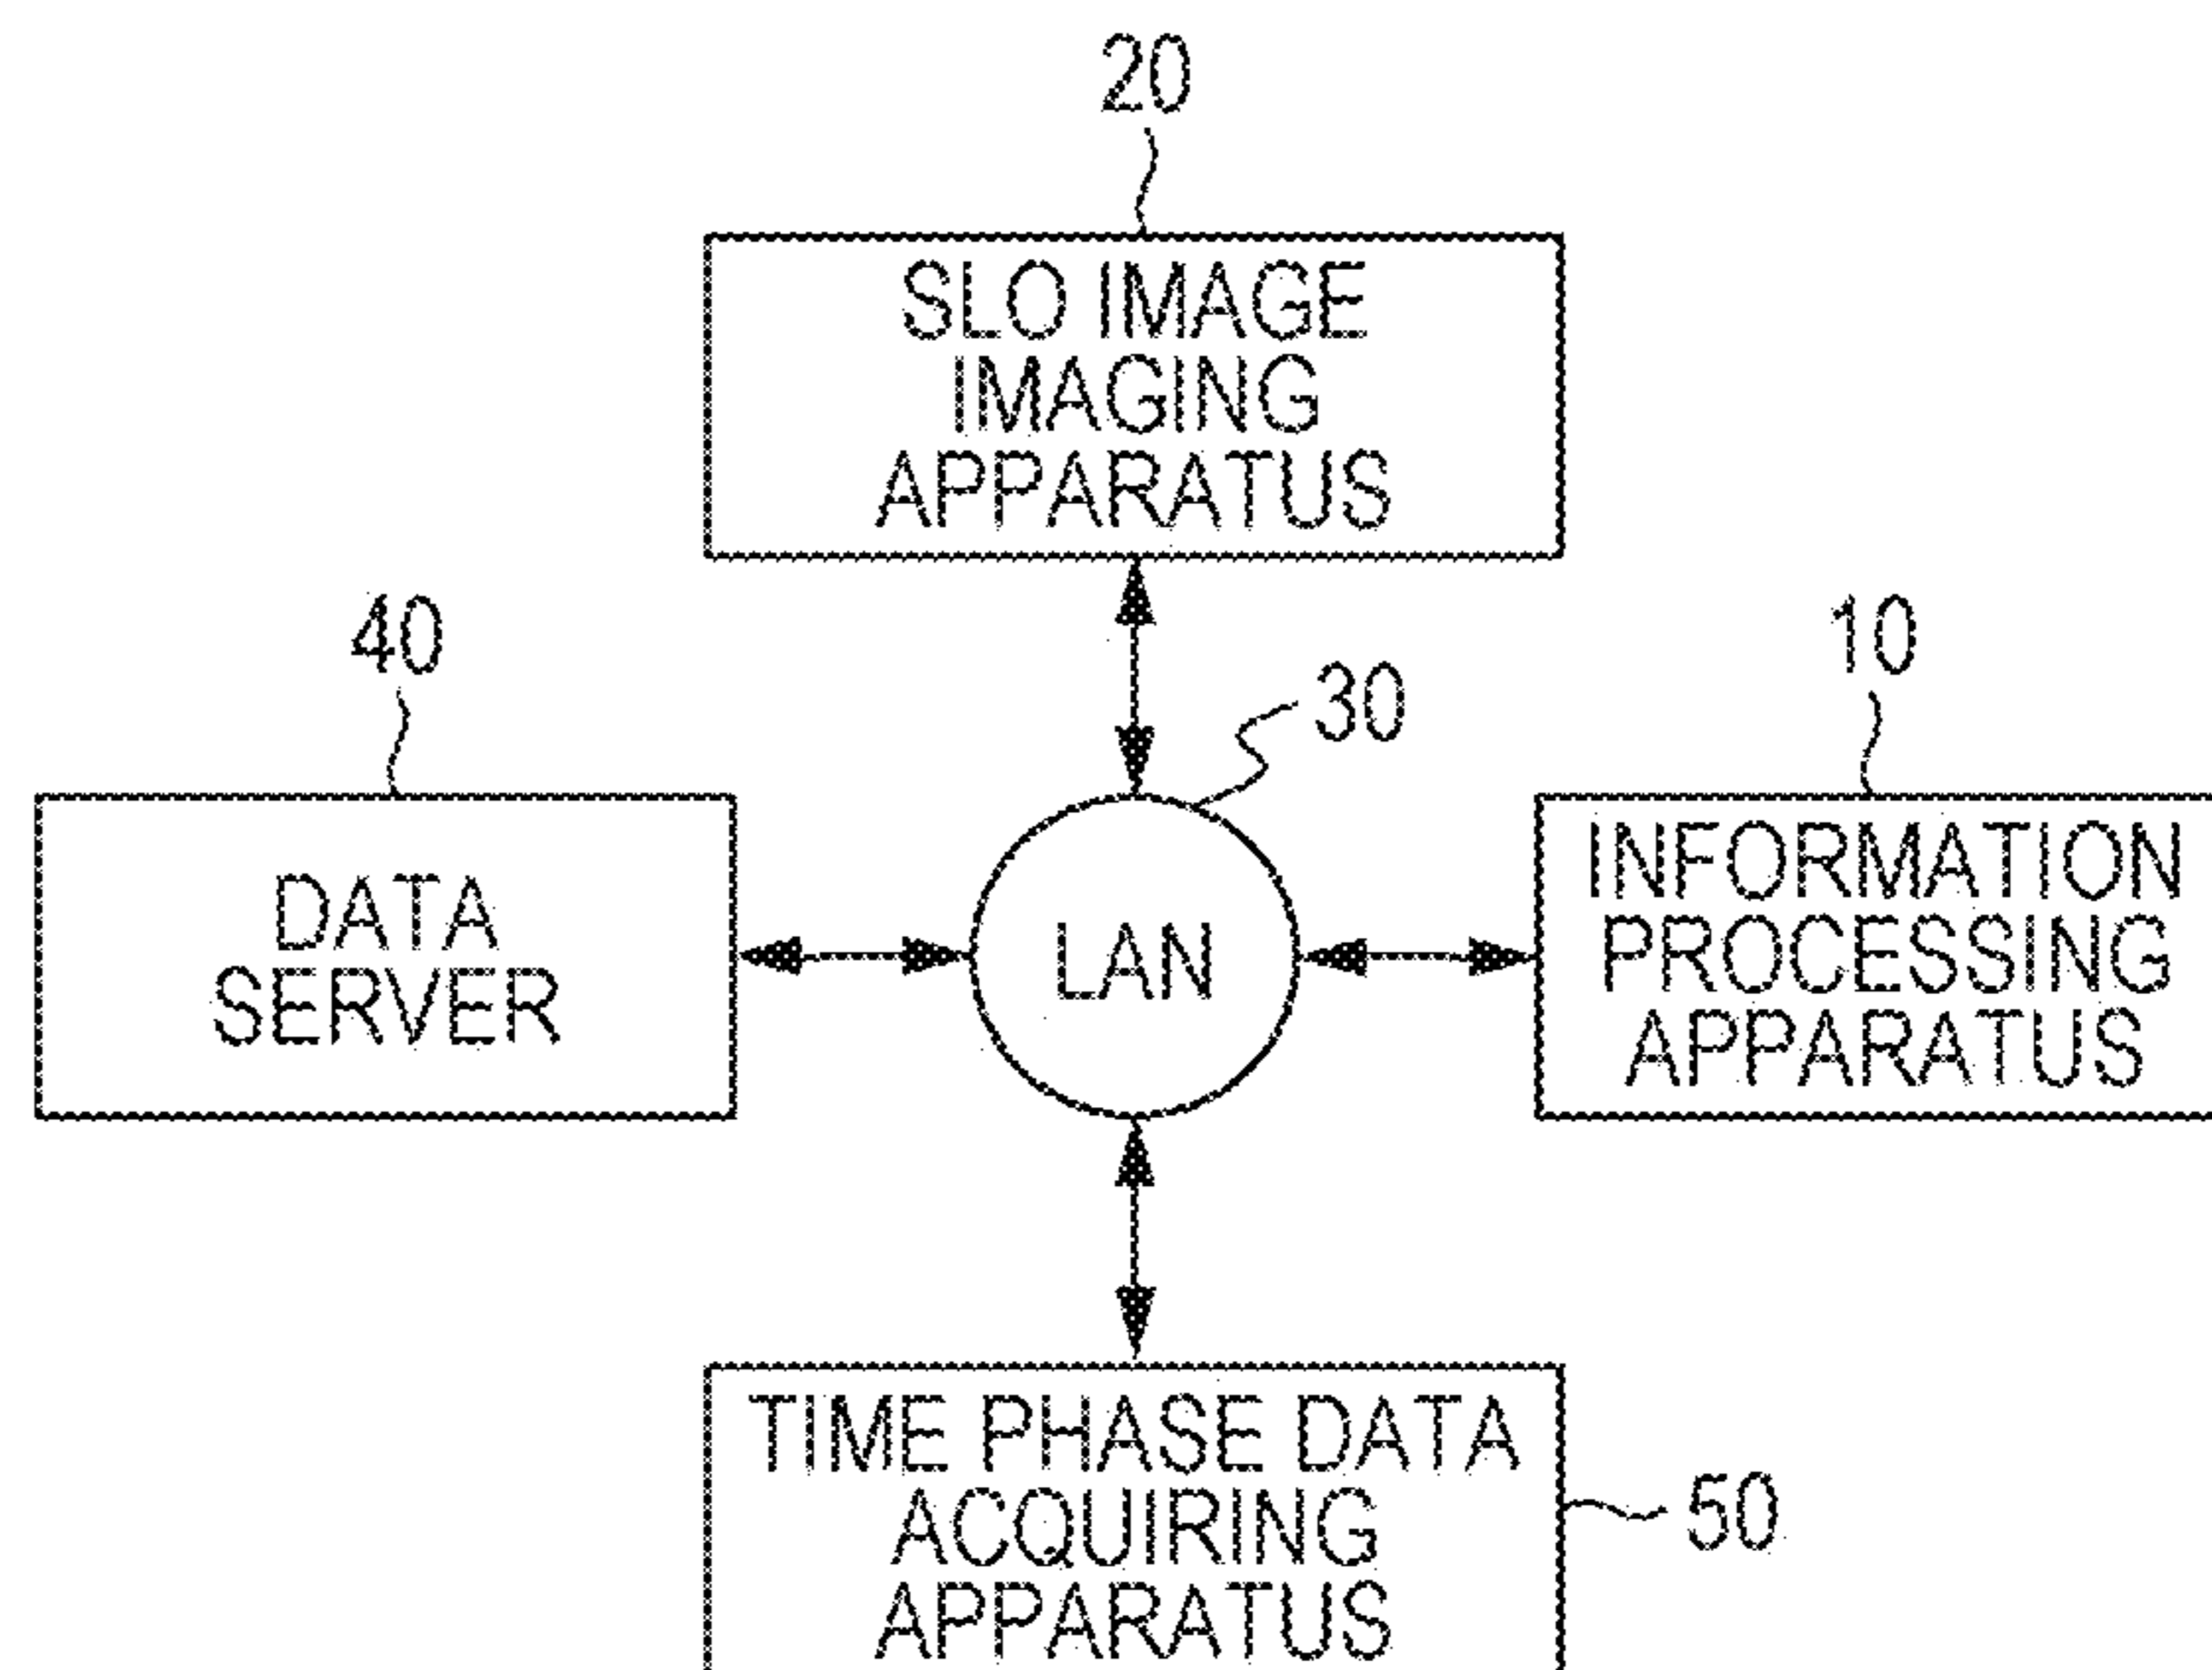 20
SLO IMAGE
IMAGING
APPARATUS
40
30
10
DATA
SERVER
LAN
INFORMATION
PROCESSING
APPARATUS
TIME PHASE DATA
ACQUIRING
APPARATUS
50